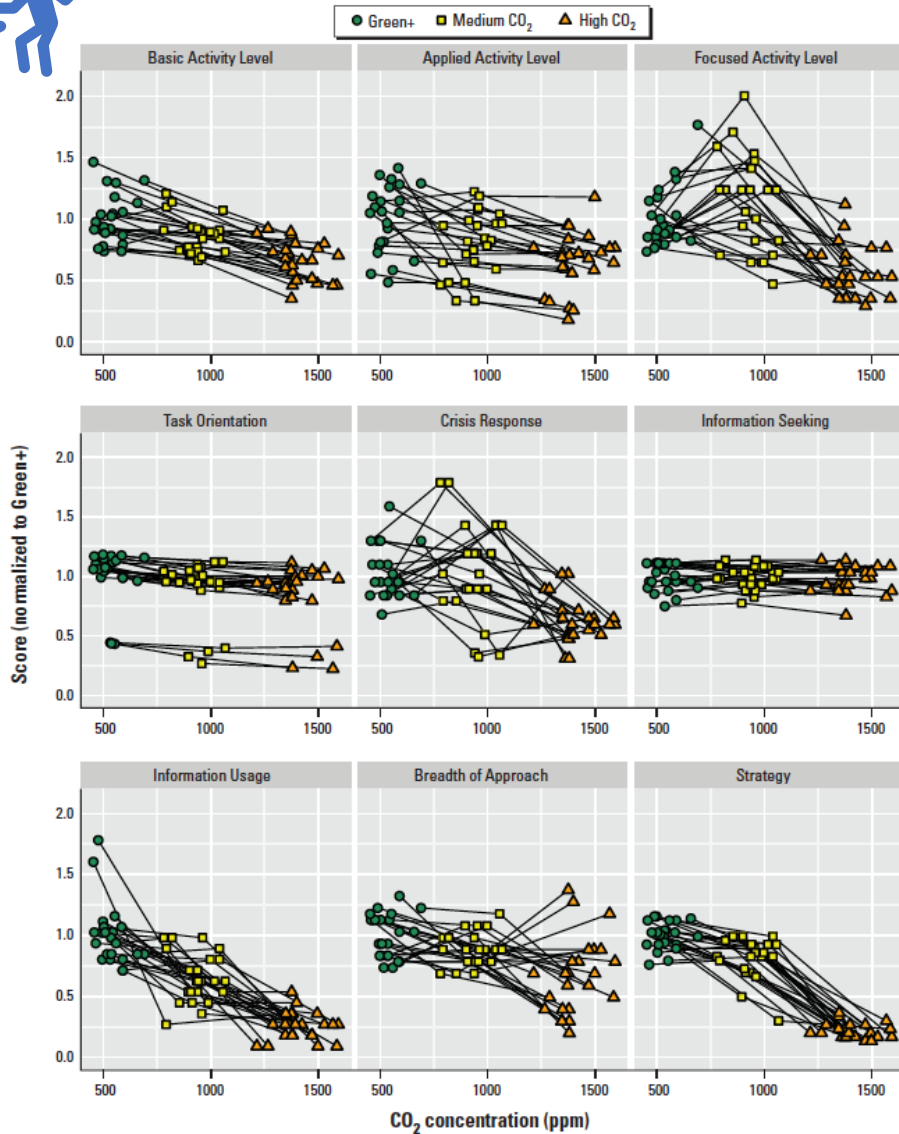 Green+ Medium CO₂ High CO₂
Basic Activity Level Applied Activity Level Focused Activity Level
2.0
1.5
1.0
0.5
0.0
500 1000 1500 500 1000 1500 500 1000 1500
Task Orientation Crisis Response Information Seeking
2.0
1.5
1.0
0.5
0.0
500 1000 1500 500 1000 1500 500 1000 1500
Score (normalized to Green+)
Information Usage Breadth of Approach Strategy
2.0
1.5
1.0
0.5
0.0
500 1000 1500 500 1000 1500 500 1000 1500
CO₂ concentration (ppm)